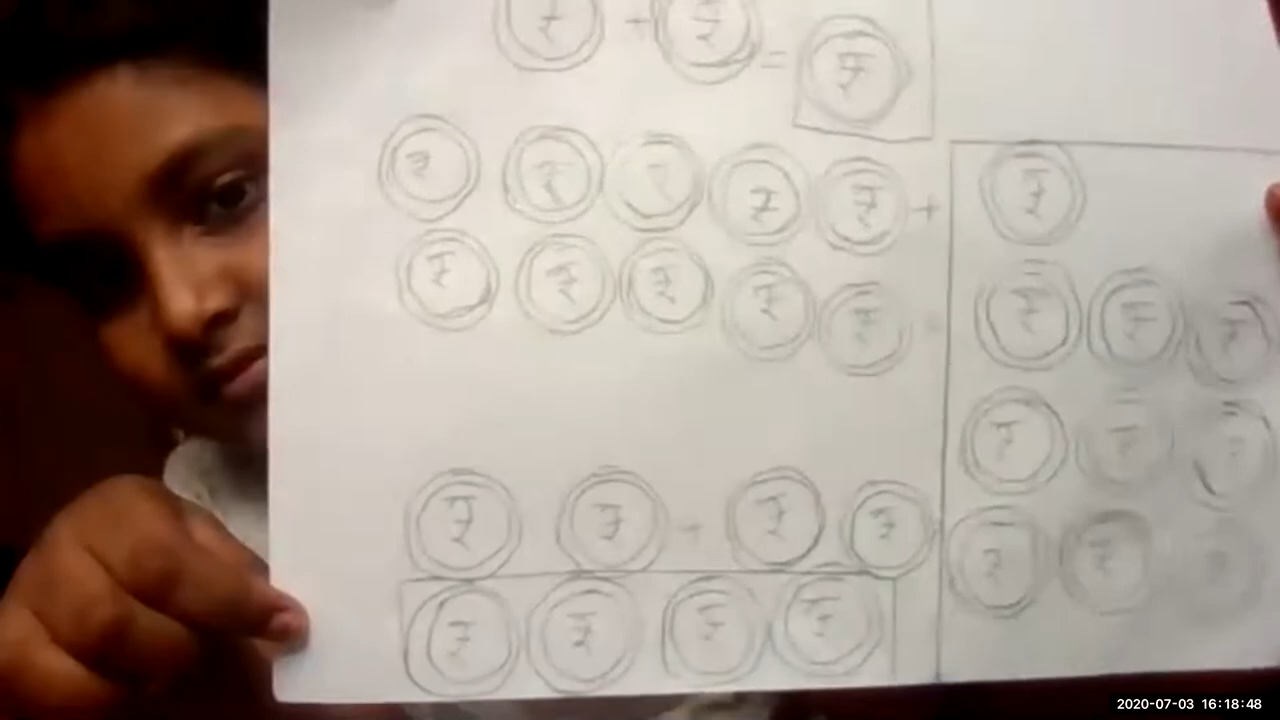 ₹ + ₹ = ₹
₹ ₹ ₹ ₹ ₹ + ₹
₹ ₹ ₹ ₹ ₹ = ₹ ₹ ₹
₹ ₹ ₹
₹ ₹ + ₹ ₹ ₹ ₹ ₹
₹ ₹ ₹ ₹
2020-07-03 16:18:48